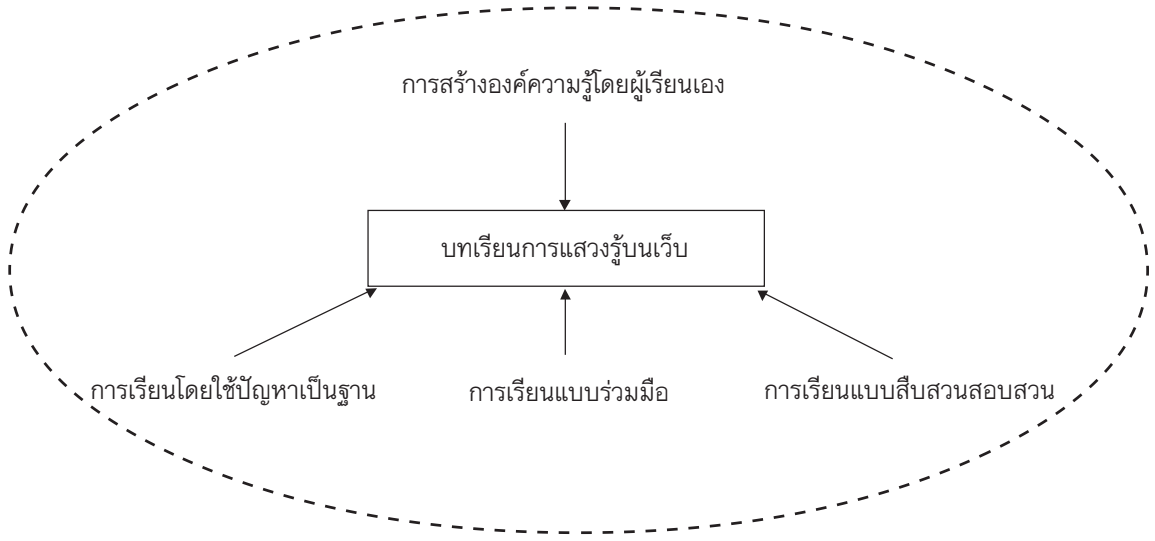 การสร้างองค์ความรู้โดยผู้เรียนเอง
บทเรียนการแสวงรู้บนเว็บ
การเรียนโดยใช้ปัญหาเป็นฐาน
การเรียนแบบร่วมมือ
การเรียนแบบสืบสวนสอบสวน